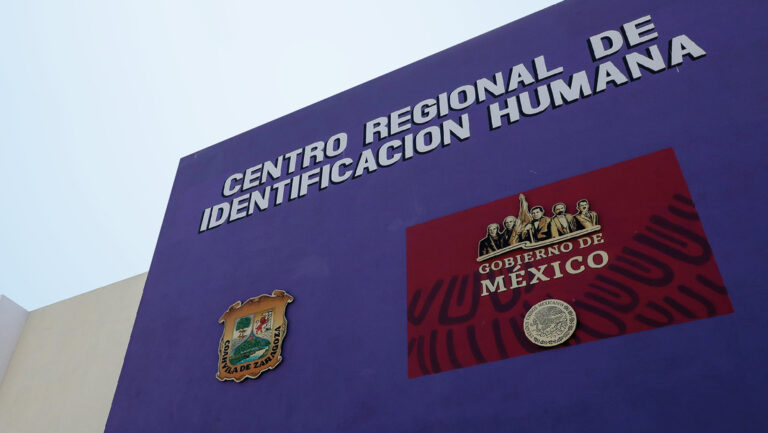 CENTRO REGIONAL DE
IDENTIFICACION HUMANA
GOBIERNO DE
MÉXICO
COAHUILA DE ZARAGOZA